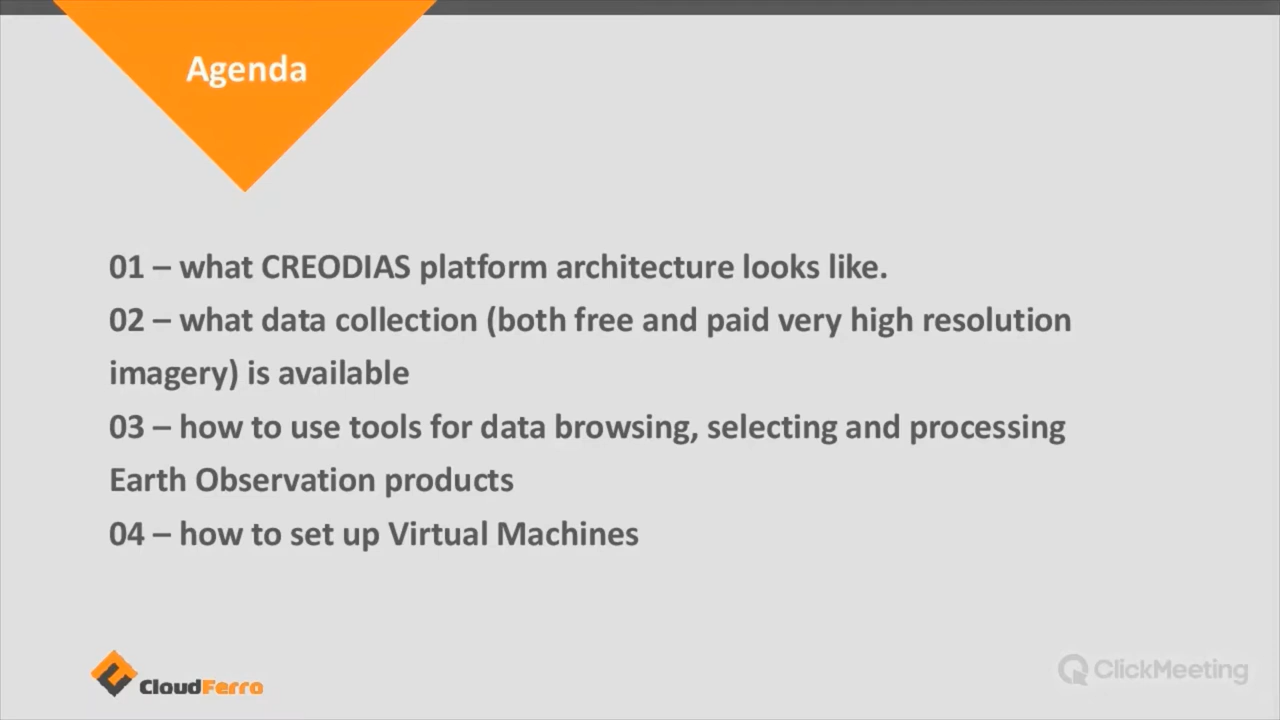 Agenda
01 – what CREODIAS platform architecture looks like.
02 – what data collection (both free and paid very high resolution
imagery) is available
03 – how to use tools for data browsing, selecting and processing
Earth Observation products
04 – how to set up Virtual Machines
CloudFerro
ClickMeeting